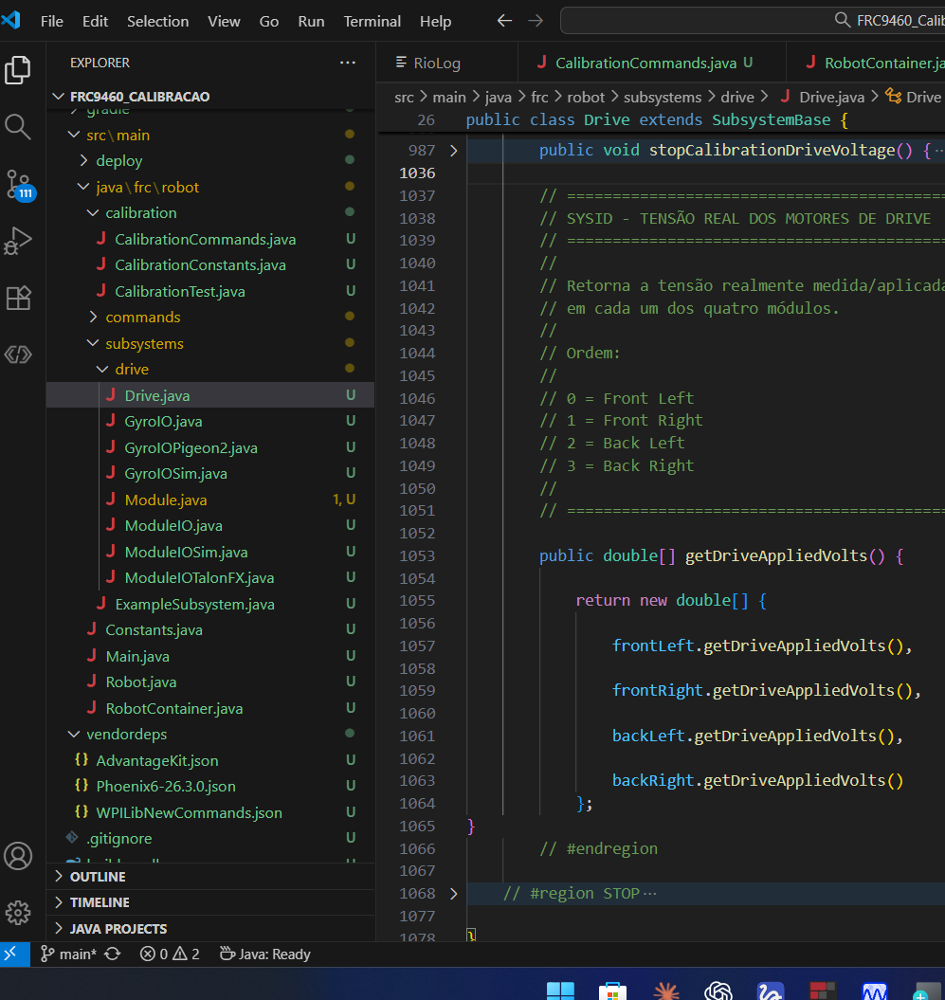 File Edit Selection View Go Run Terminal Help
EXPLORER
FRC9460_CALIBRACAO
gradle
src\main
deploy
java\frc\robot
calibration
CalibrationCommands.java U
CalibrationConstants.java U
CalibrationTest.java U
commands
subsystems
drive
Drive.java U
GyroIO.java U
GyroIOPigeon2.java U
GyroIOSim.java U
Module.java 1, U
ModuleIO.java U
ModuleIOSim.java U
ModuleIOTalonFX.java U
ExampleSubsystem.java U
Constants.java U
Main.java U
Robot.java U
RobotContainer.java U
vendordeps
AdvantageKit.json U
Phoenix6-26.3.0.json U
WPILibNewCommands.json U
.gitignore U
OUTLINE
TIMELINE
JAVA PROJECTS
111
FRC9460_Calib
RioLog
CalibrationCommands.java U
RobotContainer.ja
src > main > java > frc > robot > subsystems > drive > Drive.java > Drive
26 public class Drive extends SubsystemBase {
987 public void stopCalibrationDriveVoltage() {··
1036
1037 // ==========================================
1038 // SYSID - TENSÃO REAL DOS MOTORES DE DRIVE
1039 // ==========================================
1040 //
1041 // Retorna a tensão realmente medida/aplicada
1042 // em cada um dos quatro módulos.
1043 //
1044 // Ordem:
1045 //
1046 // 0 = Front Left
1047 // 1 = Front Right
1048 // 2 = Back Left
1049 // 3 = Back Right
1050 //
1051 // ==========================================
1052
1053 public double[] getDriveAppliedVolts() {
1054
1055 return new double[] {
1056
1057 frontLeft.getDriveAppliedVolts(),
1058
1059 frontRight.getDriveAppliedVolts(),
1060
1061 backLeft.getDriveAppliedVolts(),
1062
1063 backRight.getDriveAppliedVolts()
1064 };
1065 }
1066 // #endregion
1067
1068 // #region STOP···
1077
1078 }
main* 0 2 Java: Ready